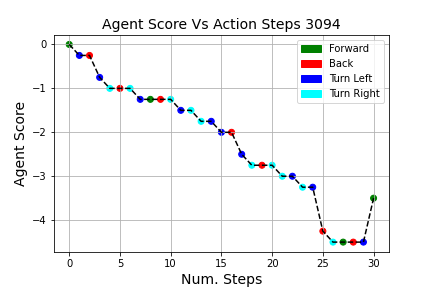 Agent Score Vs Action Steps 3094
Forward
Back
Turn Left
Turn Right
Agent Score
0
−1
−2
−3
−4
0 5 10 15 20 25 30
Num. Steps